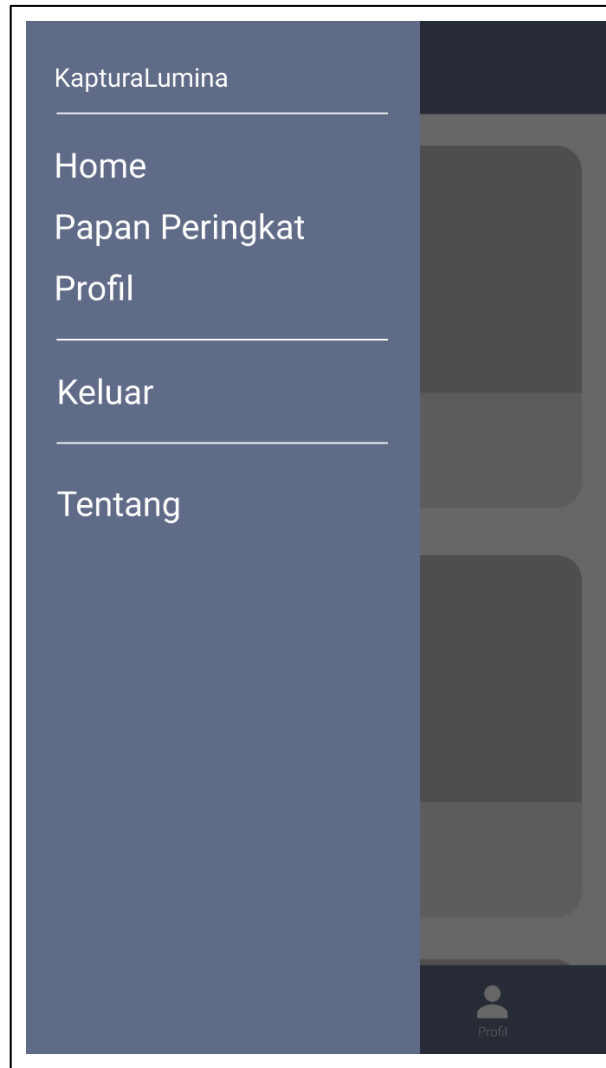 KapturaLumina
Home
Papan Peringkat
Profil
Keluar
Tentang
Profil